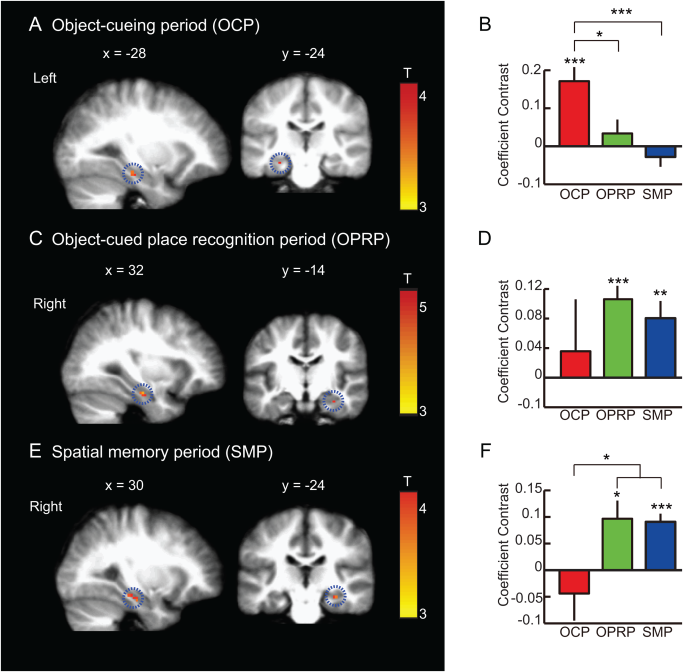 A Object-cueing period (OCP)
x = -28
y = -24
Left
T
4
3
B
***
*
***
0.2
0.1
0
-0.1
Coefficient Contrast
OCP OPRP SMP
C Object-cued place recognition period (OPRP)
x = 32
y = -14
Right
T
5
4
3
D
***
**
0.12
0.08
0.04
0
-0.1
Coefficient Contrast
OCP OPRP SMP
E Spatial memory period (SMP)
x = 30
y = -24
Right
T
4
3
F
*
*
***
0.15
0.1
0.05
0
-0.05
-0.1
Coefficient Contrast
OCP OPRP SMP